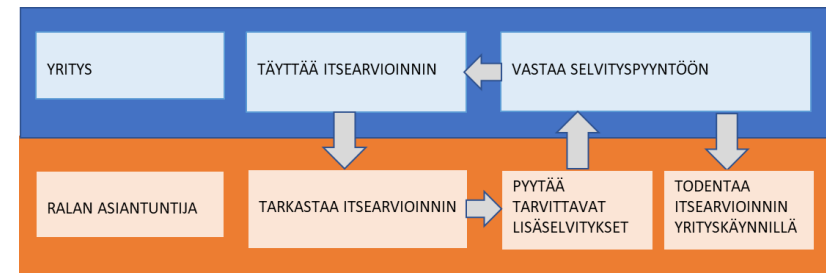 YRITYS
TÄYTTÄÄ ITSEARVIOINNIN
VASTAA SELVITYSPYYNTÖÖN
RALAN ASIANTUNTIJA
TARKASTAA ITSEARVIOINNIN
PYYTÄÄ
TARVITTAVAT
LISÄSELVITYKSET
TODENTAA
ITSEARVIOINNIN
YRITYSKÄYNNILLÄ